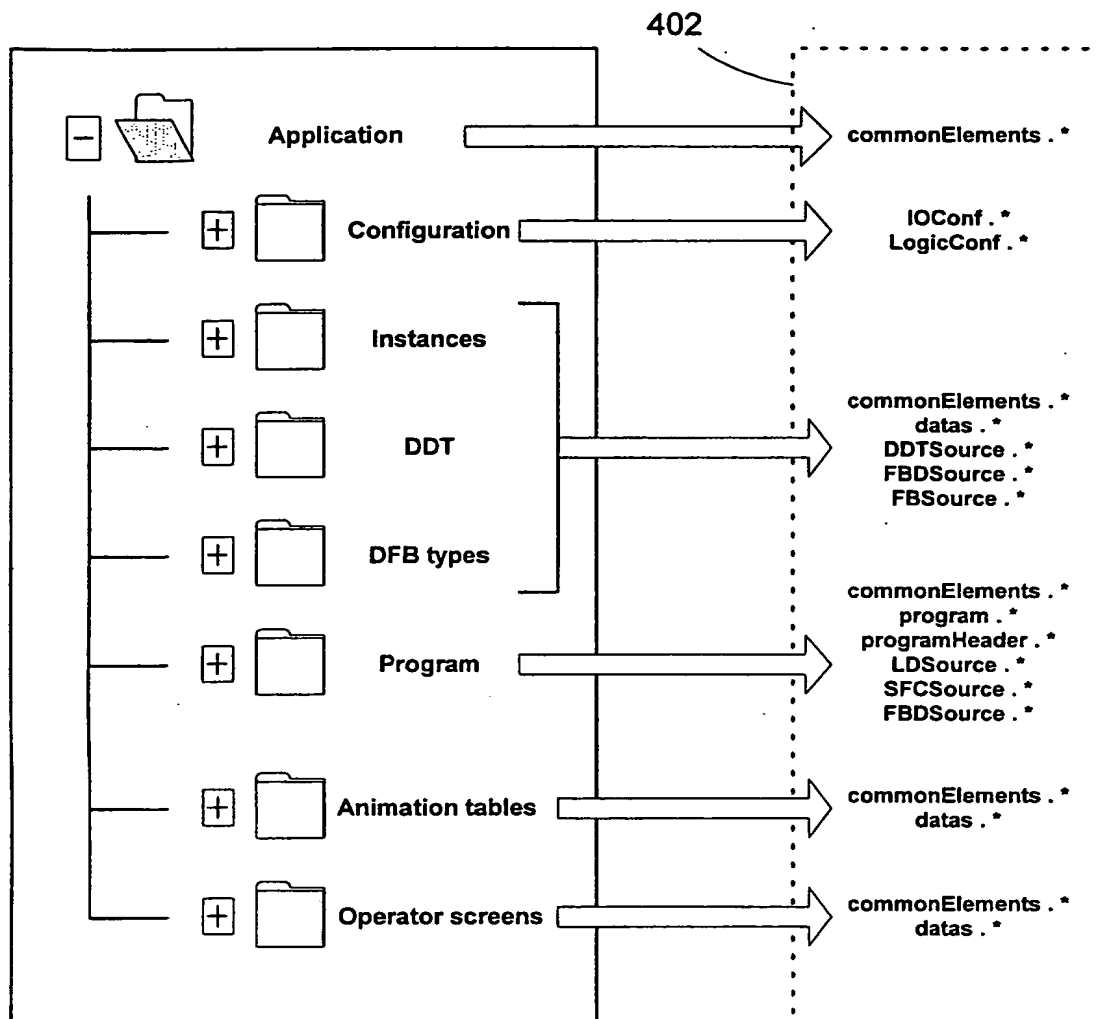 402
Application
commonElements . *
Configuration
IOConf . *
LogicConf . *
Instances
DDT
DFB types
commonElements . *
datas . *
DDTSource . *
FBDSource . *
FBSource . *
Program
commonElements . *
program . *
programHeader . *
LDSource . *
SFCSource . *
FBDSource . *
Animation tables
commonElements . *
datas . *
Operator screens
commonElements . *
datas . *